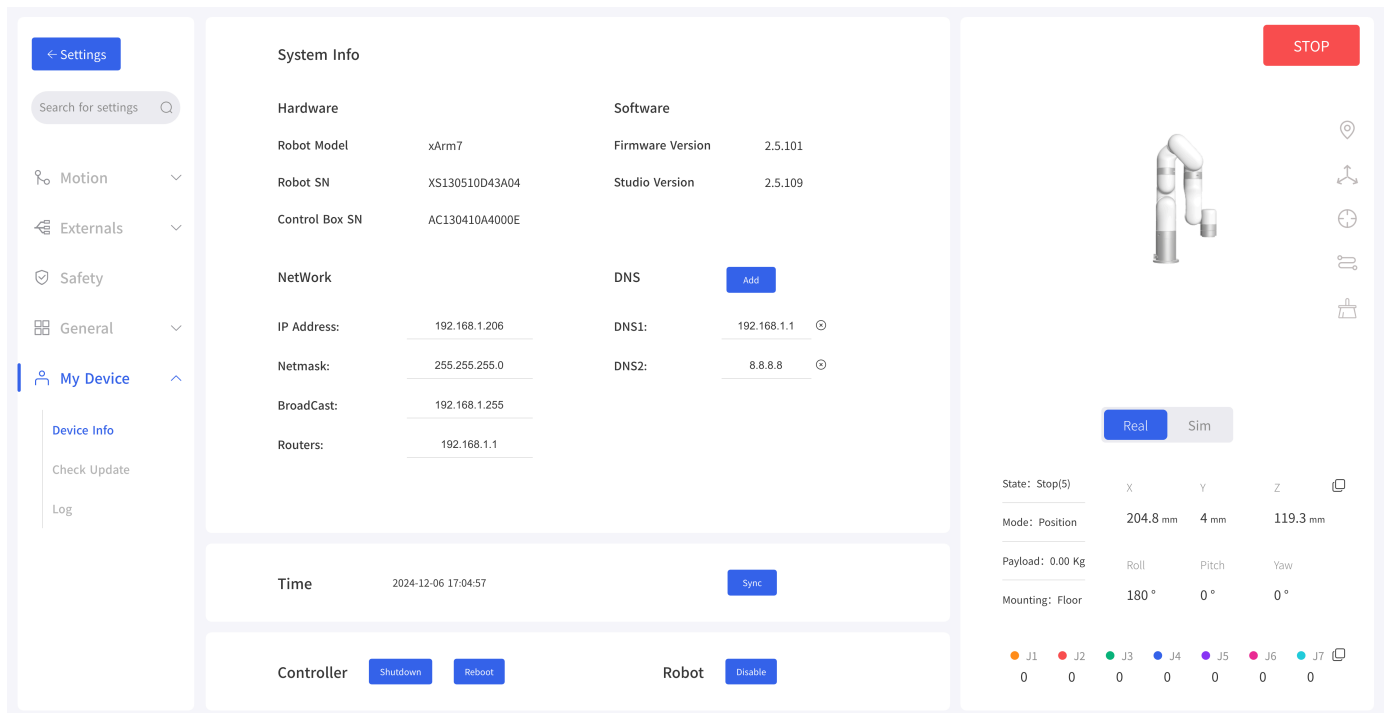 ← Settings
Search for settings
Motion
Externals
Safety
General
My Device
Device Info
Check Update
Log
System Info
Hardware
Robot Model xArm7
Robot SN XS130510D43A04
Control Box SN AC130410A4000E
Software
Firmware Version 2.5.101
Studio Version 2.5.109
NetWork
IP Address: 192.168.1.206
Netmask: 255.255.255.0
BroadCast: 192.168.1.255
Routers: 192.168.1.1
DNS Add
DNS1: 192.168.1.1
DNS2: 8.8.8.8
Time 2024-12-06 17:04:57 Sync
Controller Shutdown Reboot Robot Disable
STOP
Real Sim
State: Stop(5)
Mode: Position
Payload: 0.00 Kg
Mounting: Floor
X Y Z
204.8 mm 4 mm 119.3 mm
Roll Pitch Yaw
180 ° 0 ° 0 °
J1 J2 J3 J4 J5 J6 J7
0 0 0 0 0 0 0